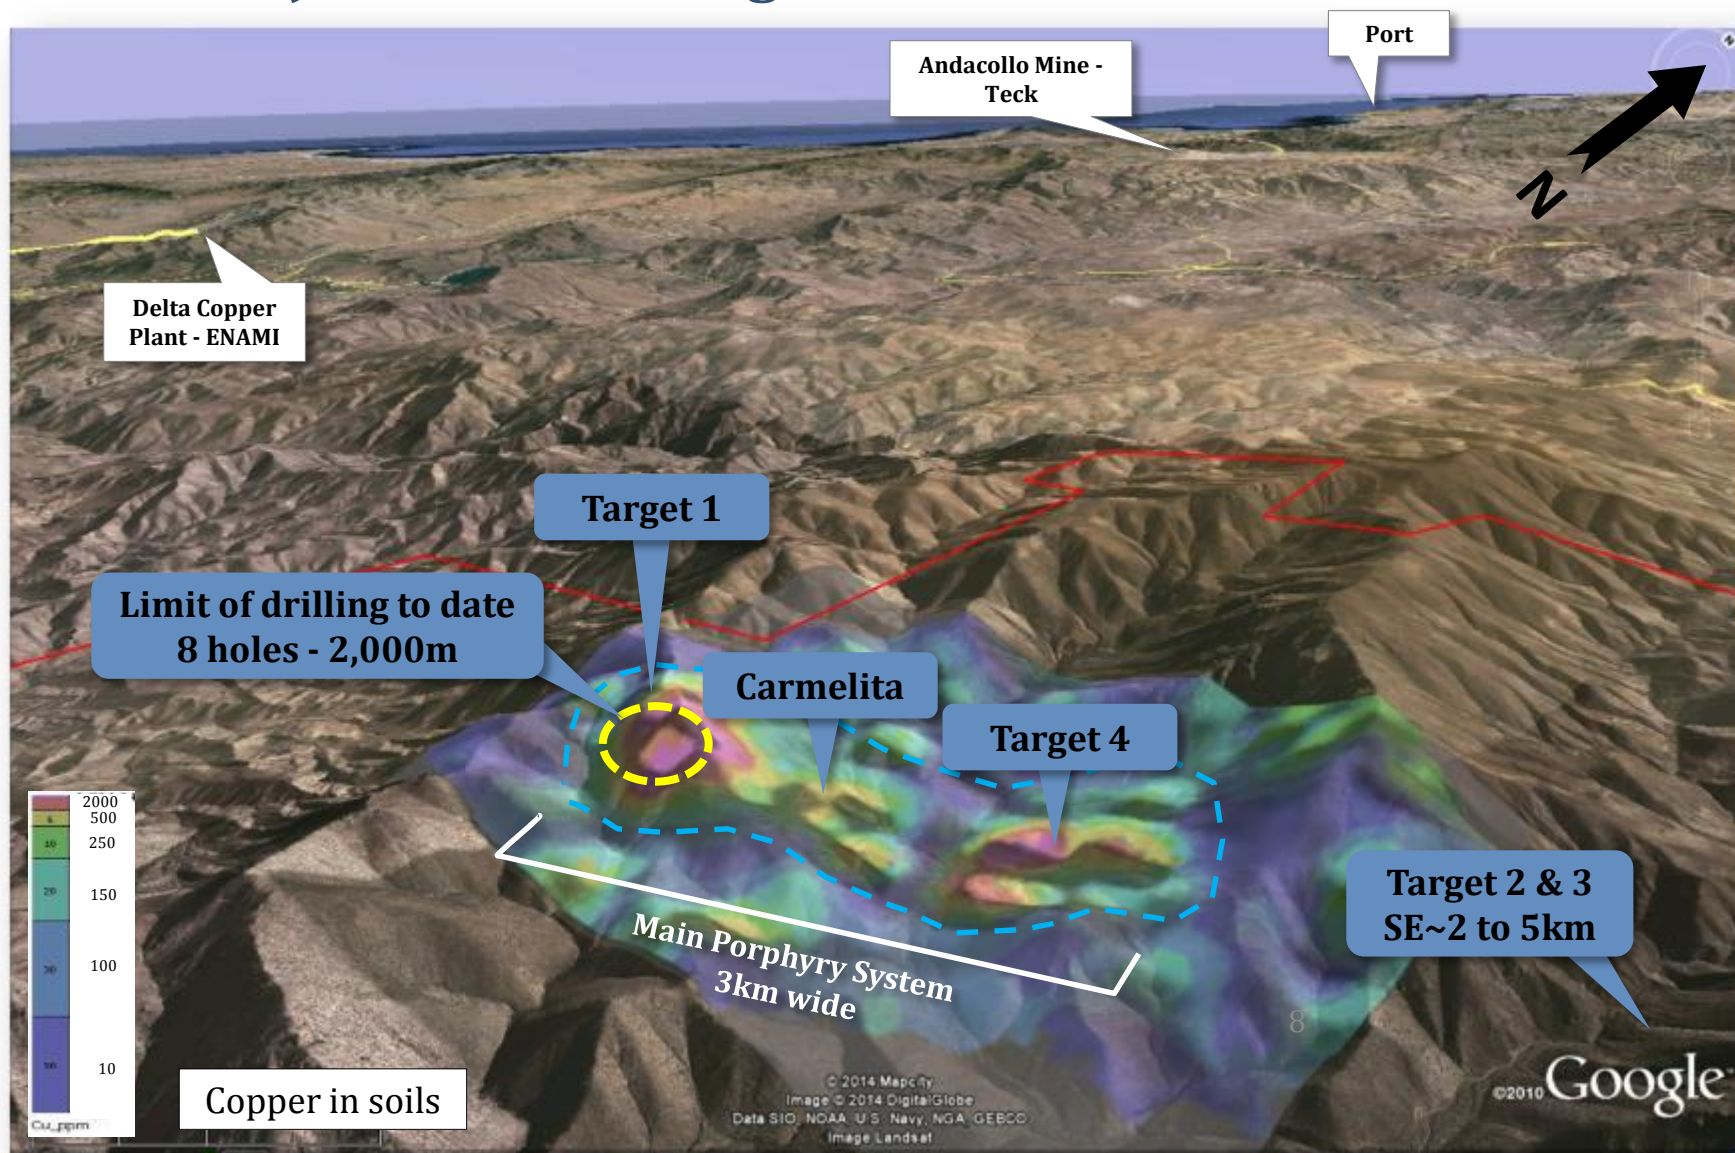 Port
Andacollo Mine -
Teck
N
Delta Copper
Plant - ENAMI
Target 1
Limit of drilling to date
8 holes - 2,000m
Carmelita
Target 4
Target 2 & 3
SE~2 to 5km
Main Porphyry System
3km wide
2000
500
250
150
100
10
Cu_ppm
Copper in soils
8
© 2014 Mapcity
Image © 2014 DigitalGlobe
Data SIO, NOAA, U.S. Navy, NGA, GEBCO
Image Landsat
©2010 Google